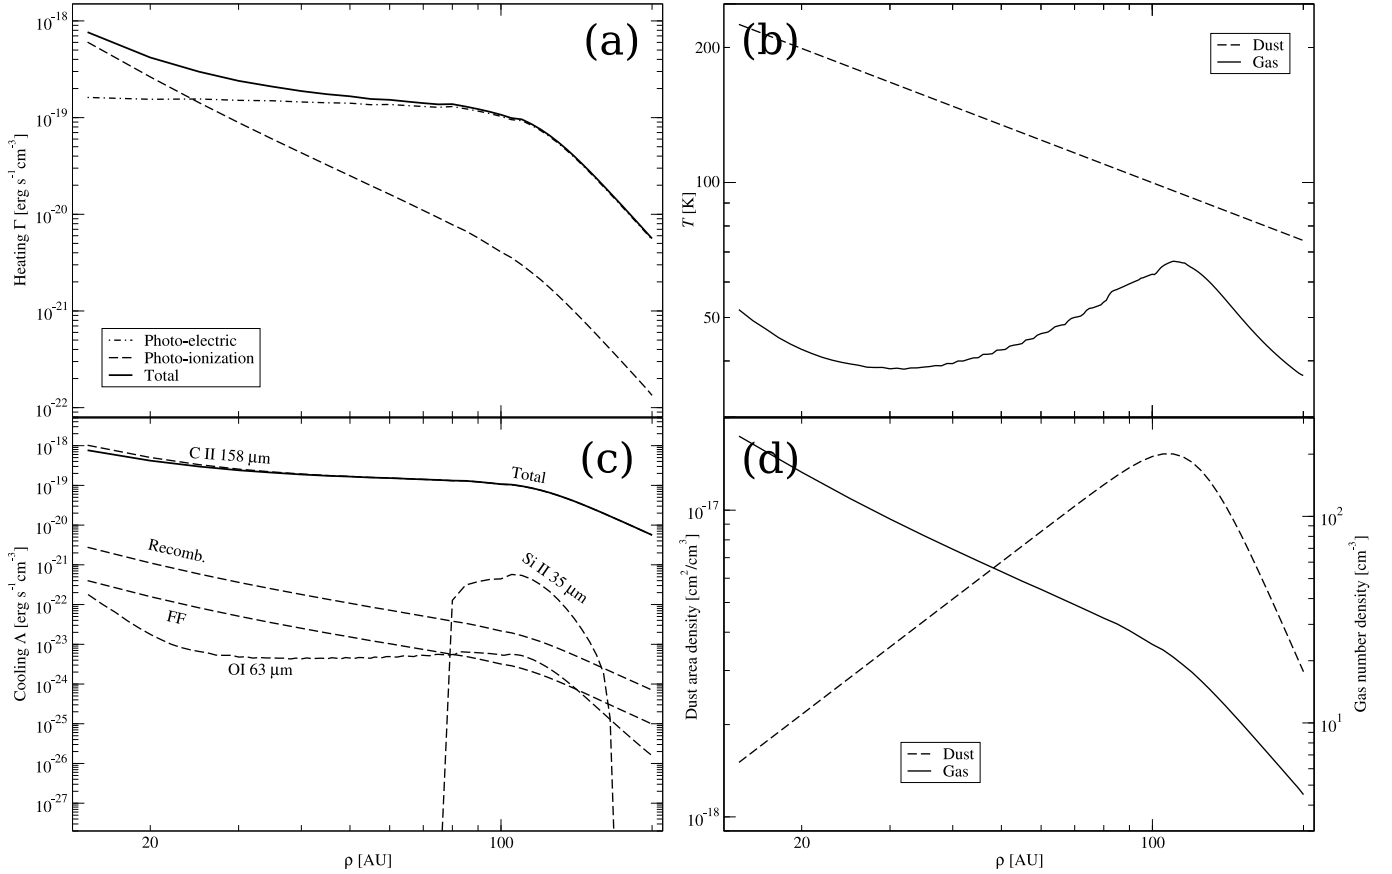 (a)
10⁻¹⁸
10⁻¹⁹
10⁻²⁰
10⁻²¹
10⁻²²
Heating Γ [erg s⁻¹ cm⁻³]
Photo-electric
Photo-ionization
Total
(b)
200
100
50
T [K]
Dust
Gas
(c)
10⁻¹⁸
10⁻¹⁹
10⁻²⁰
10⁻²¹
10⁻²²
10⁻²³
10⁻²⁴
10⁻²⁵
10⁻²⁶
10⁻²⁷
Cooling Λ [erg s⁻¹ cm⁻³]
C II 158 μm
Total
Recomb.
Si II 35 μm
FF
OI 63 μm
20
100
ρ [AU]
(d)
10⁻¹⁷
10⁻¹⁸
Dust area density [cm²/cm³]
10²
10¹
Gas number density [cm⁻³]
Dust
Gas
20
100
ρ [AU]